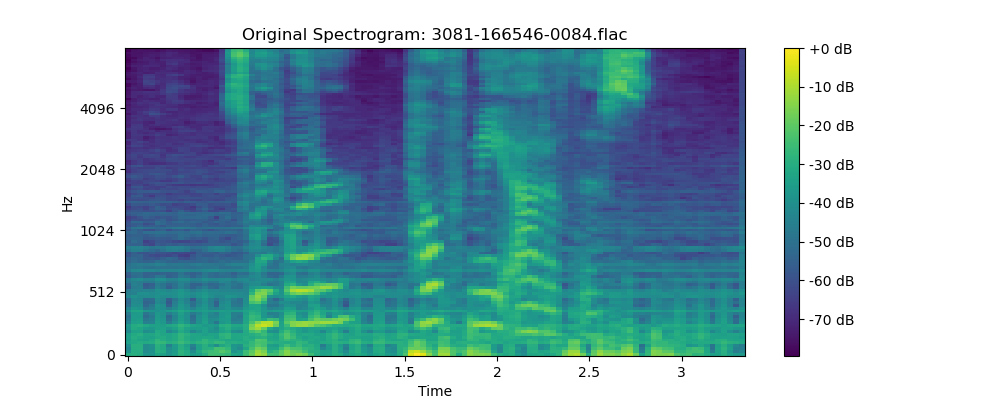 Original Spectrogram: 3081-166546-0084.flac
Hz
4096
2048
1024
512
0
0
0.5
1
1.5
2
2.5
3
Time
+0 dB
-10 dB
-20 dB
-30 dB
-40 dB
-50 dB
-60 dB
-70 dB